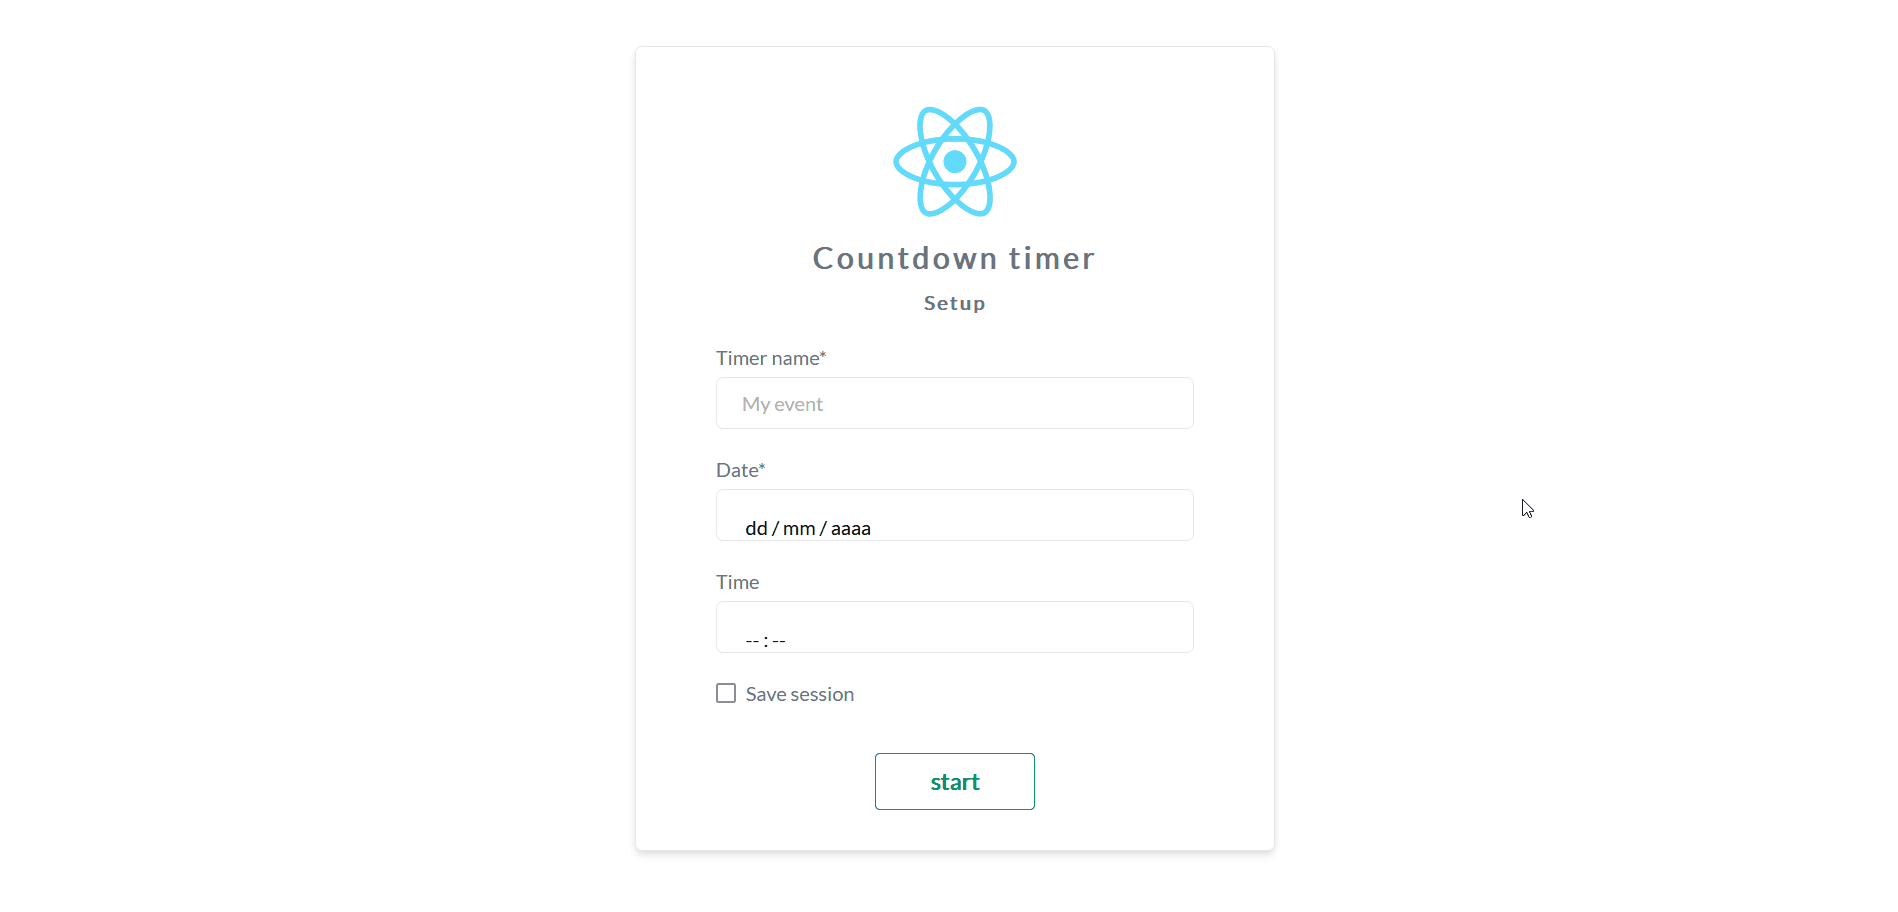 Countdown timer
Setup
Timer name*
My event
Date*
dd / mm / aaaa
Time
-- : --
Save session
start